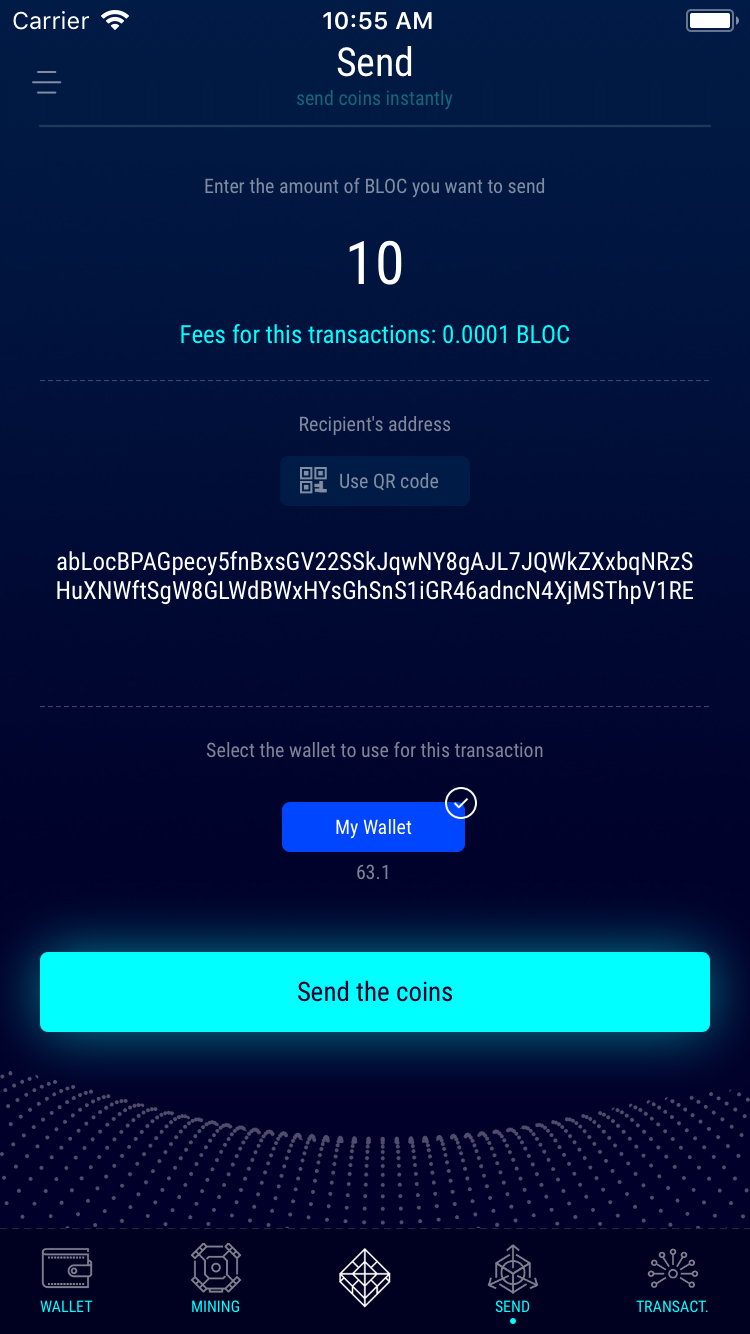 Carrier 10:55 AM
Send
send coins instantly
Enter the amount of BLOC you want to send
10
Fees for this transactions: 0.0001 BLOC
Recipient's address
Use QR code
abLocBPAGpecy5fnBxsGV22SSkJqwNY8gAJL7JQWkZXxbqNRzS
HuXNWftSgW8GLWdBWxHYsGhSnS1iGR46adncN4XjMSThpV1RE
Select the wallet to use for this transaction
My Wallet
63.1
Send the coins
WALLET MINING SEND TRANSACT.